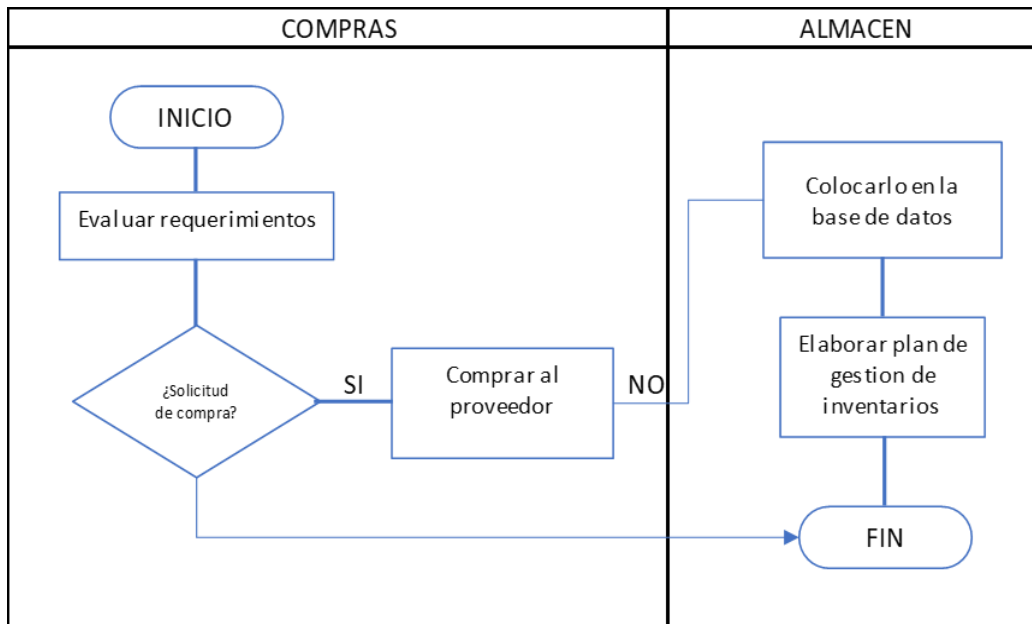 COMPRAS
ALMACEN
INICIO
Evaluar requerimientos
¿Solicitud
de compra?
SI
Comprar al
proveedor
NO
Colocarlo en la
base de datos
Elaborar plan de
gestion de
inventarios
FIN